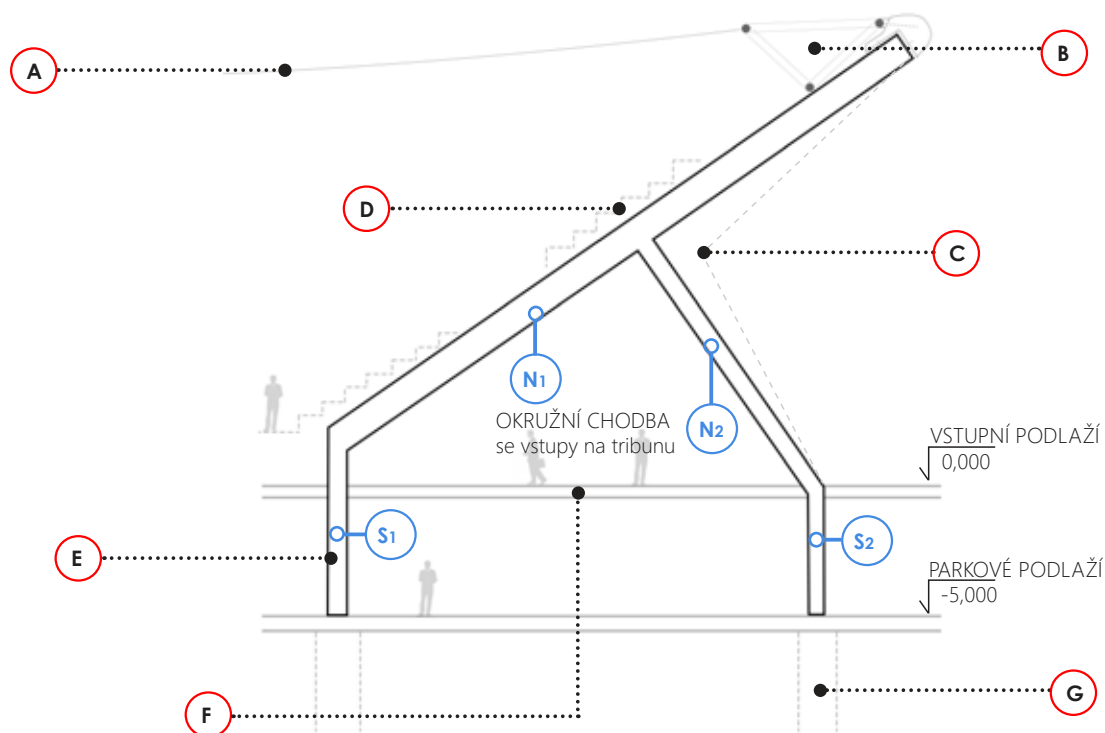 A
B
D
C
N1
OKRUŽNÍ CHODBA
se vstupy na tribunu
N2
VSTUPNÍ PODLAŽÍ
0,000
S1
S2
E
PARKOVÉ PODLAŽÍ
-5,000
F
G